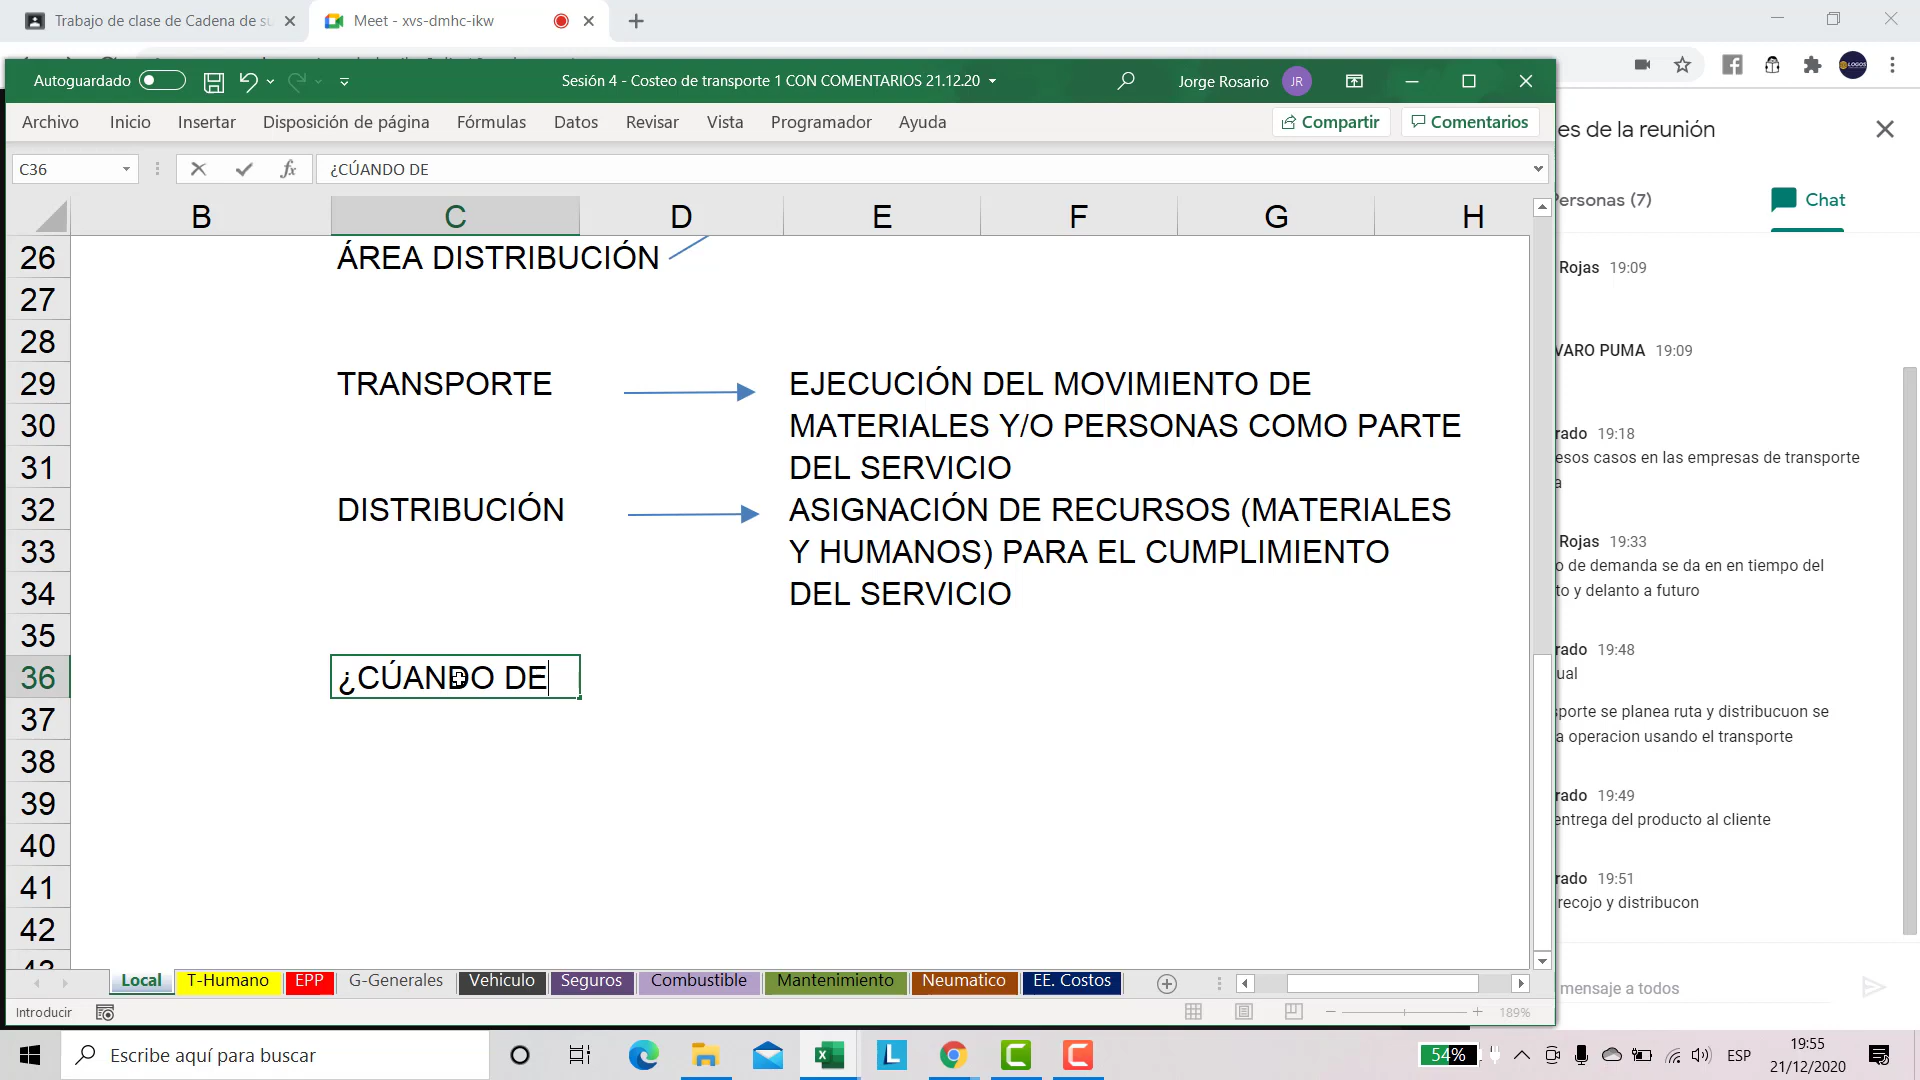 Trabajo de clase de Cadena de su
Meet - xvs-dmhc-ikw
Autoguardado
Sesión 4 - Costeo de transporte 1 CON COMENTARIOS 21.12.20
Jorge Rosario
JR
Archivo
Inicio
Insertar
Disposición de página
Fórmulas
Datos
Revisar
Vista
Programador
Ayuda
Compartir
Comentarios
C36
fx
¿CÚANDO DE
B C D E F G H
26 ÁREA DISTRIBUCIÓN
27
28
29 TRANSPORTE EJECUCIÓN DEL MOVIMIENTO DE
30 MATERIALES Y/O PERSONAS COMO PARTE
31 DEL SERVICIO
32 DISTRIBUCIÓN ASIGNACIÓN DE RECURSOS (MATERIALES
33 Y HUMANOS) PARA EL CUMPLIMIENTO
34 DEL SERVICIO
35
36 ¿CÚANDO DE
37
38
39
40
41
42
43
Local
T-Humano
EPP
G-Generales
Vehiculo
Seguros
Combustible
Mantenimiento
Neumatico
EE. Costos
Introducir
189%
es de la reunión
Personas (7)
Chat
Rojas 19:09
VARO PUMA 19:09
rado 19:18
esos casos en las empresas de transporte
a
Rojas 19:33
o de demanda se da en en tiempo del
to y delanto a futuro
rado 19:48
ual
sporte se planea ruta y distribucuon se
a operacion usando el transporte
rado 19:49
entrega del producto al cliente
rado 19:51
recojo y distribucon
mensaje a todos
Escribe aquí para buscar
54%
ESP
19:55
21/12/2020